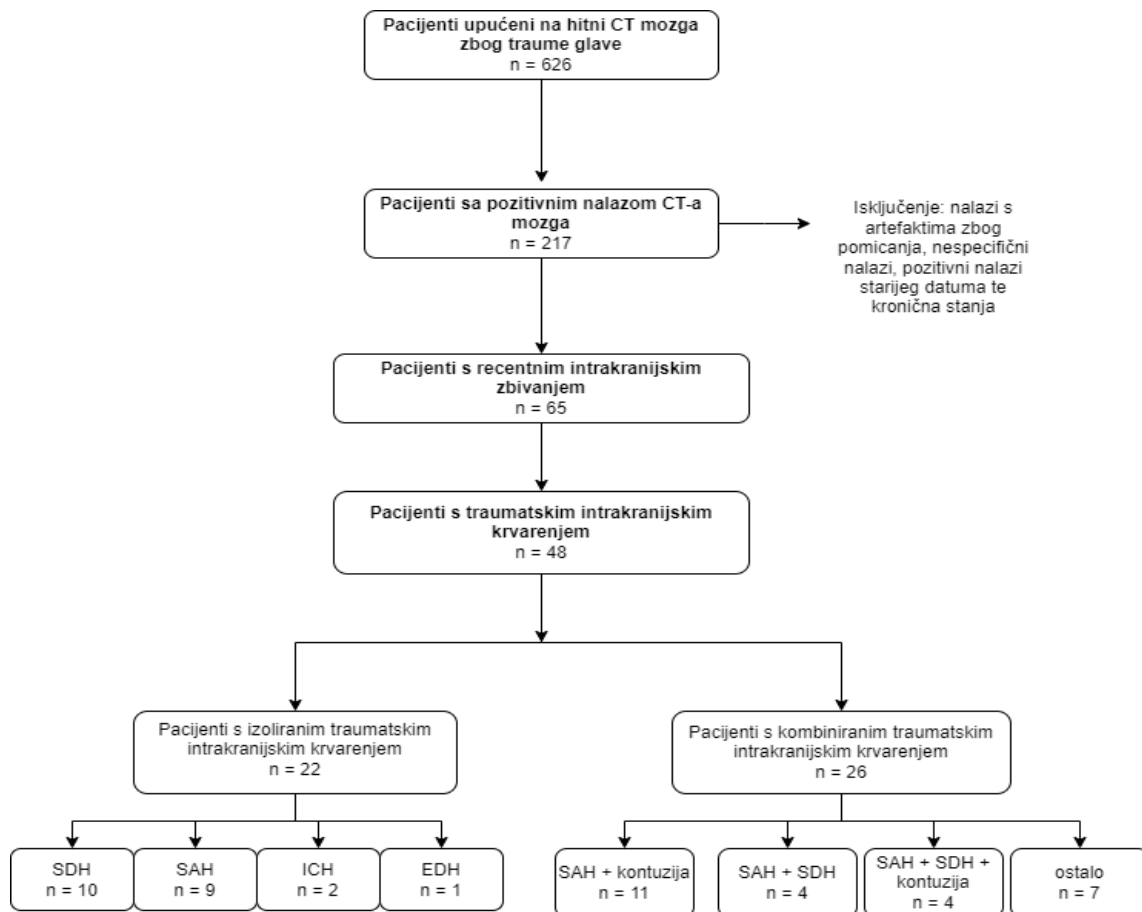 Pacijenti upućeni na hitni CT mozga
zbog traume glave
n = 626
Pacijenti sa pozitivnim nalazom CT-a
mozga
n = 217
Isključenje: nalazi s
artefaktima zbog
pomicanja, nespecifični
nalazi, pozitivni nalazi
starijeg datuma te
kronična stanja
Pacijenti s recentnim intrakranijskim
zbivanjem
n = 65
Pacijenti s traumatskim intrakranijskim
krvarenjem
n = 48
Pacijenti s izoliranim traumatskim
intrakranijskim krvarenjem
n = 22
Pacijenti s kombiniranim traumatskim
intrakranijskim krvarenjem
n = 26
SDH
n = 10
SAH
n = 9
ICH
n = 2
EDH
n = 1
SAH + kontuzija
n = 11
SAH + SDH
n = 4
SAH + SDH +
kontuzija
n = 4
ostalo
n = 7